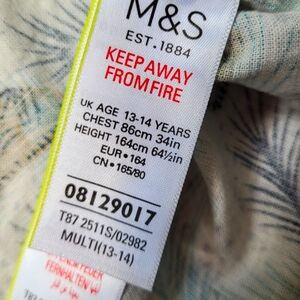 M&S
EST. 1884
KEEP AWAY
FROM FIRE
UK AGE 13-14 YEARS
CHEST 86cm 34in
HEIGHT 164cm 64½in
EUR•164
CN•165/80
08129017
T87 2511S/02982
MULTI(13-14)
FERNHALTEN